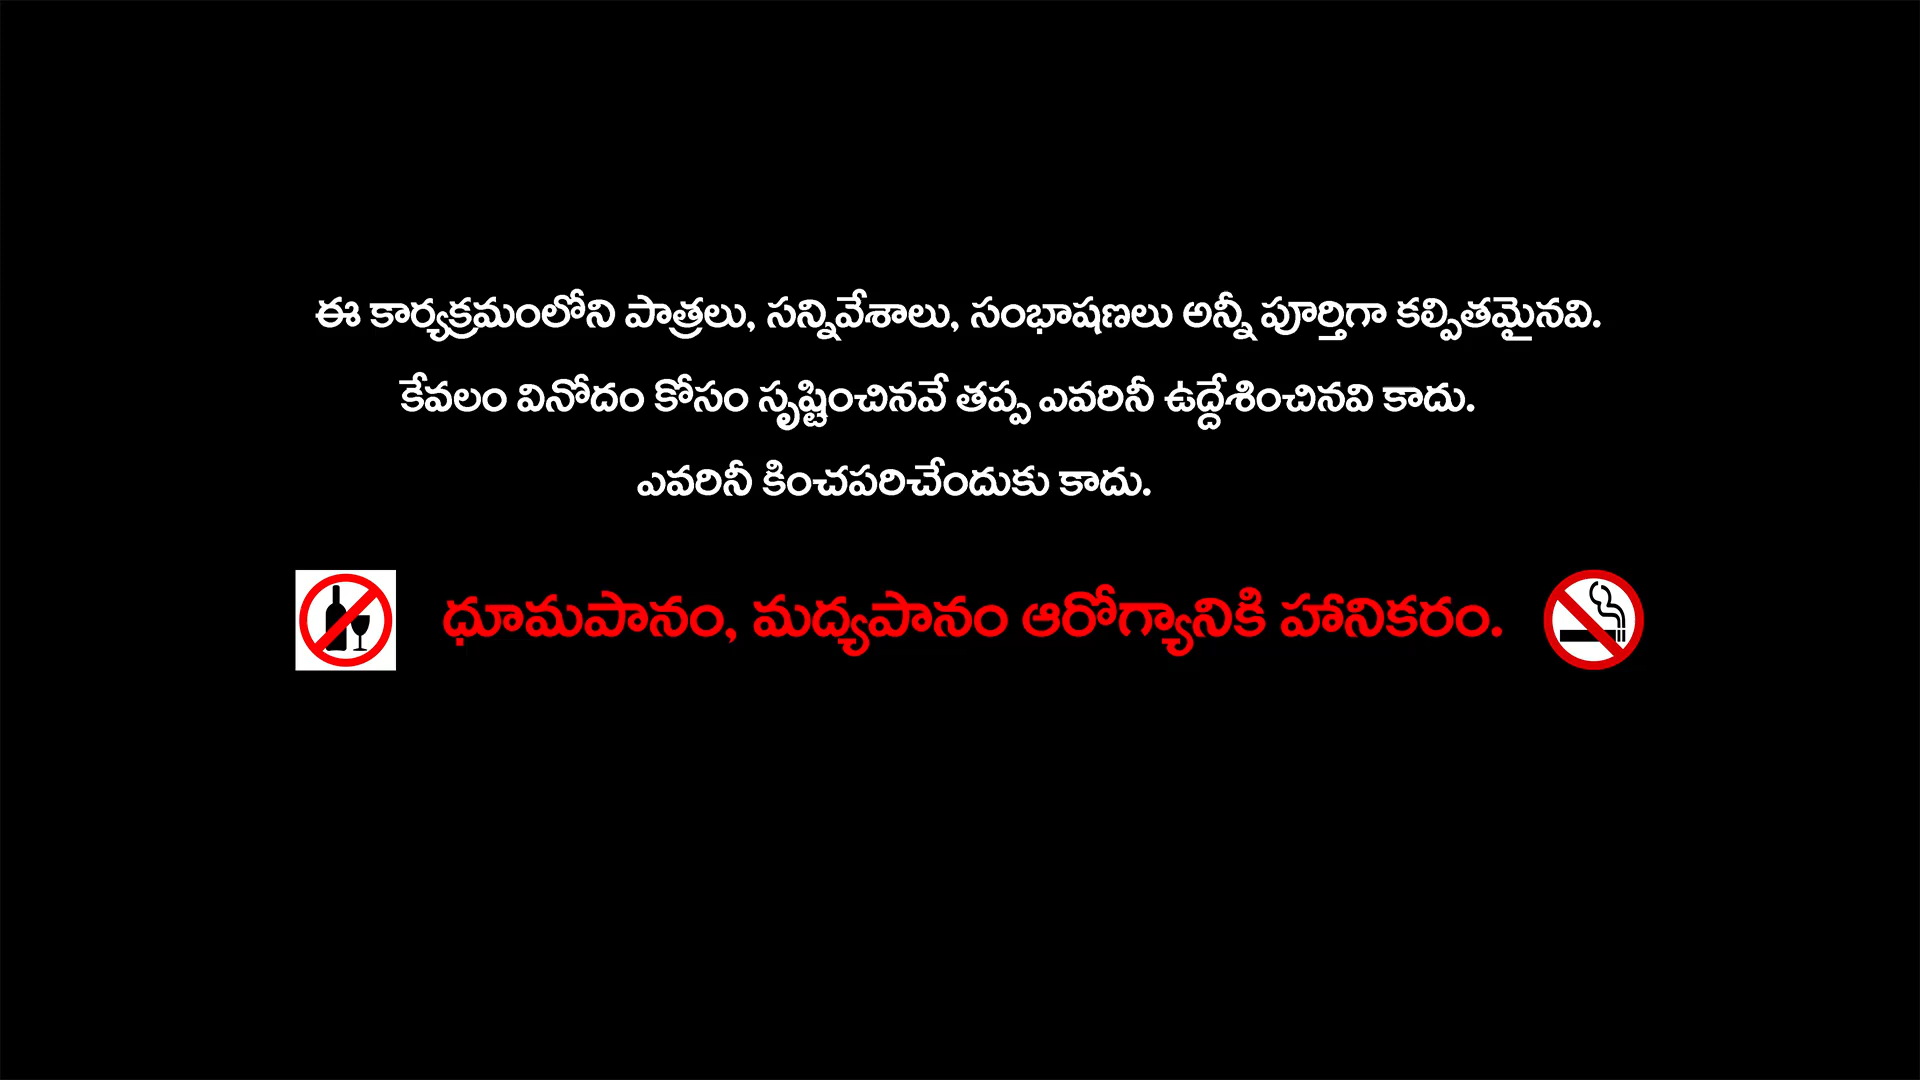 ఈ కార్యక్రమంలోని పాత్రలు, సన్నివేశాలు, సంభాషణలు అన్నీ పూర్తిగా కల్పితమైనవి.
కేవలం వినోదం కోసం సృష్టించినవే తప్ప ఎవరినీ ఉద్దేశించినవి కాదు.
ఎవరినీ కించపరిచేందుకు కాదు.
ధూమపానం, మద్యపానం ఆరోగ్యానికి హానికరం.